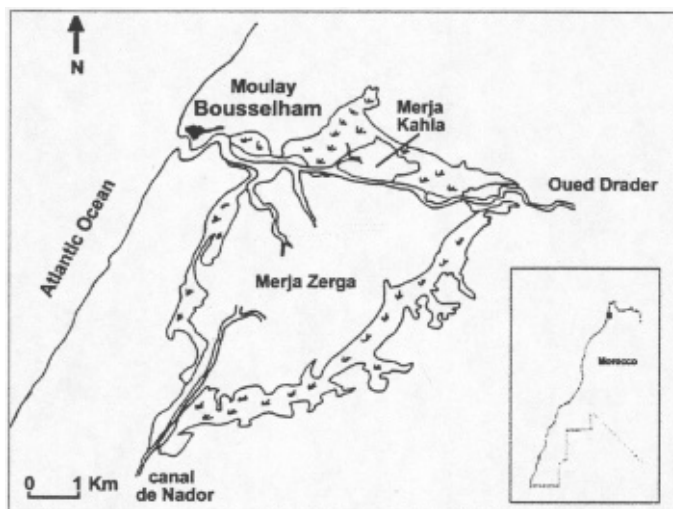 N
Moulay
Bousselham
Merja
Kahla
Oued Drader
Atlantic Ocean
Merja Zerga
Morocco
0 1 Km
canal
de Nador